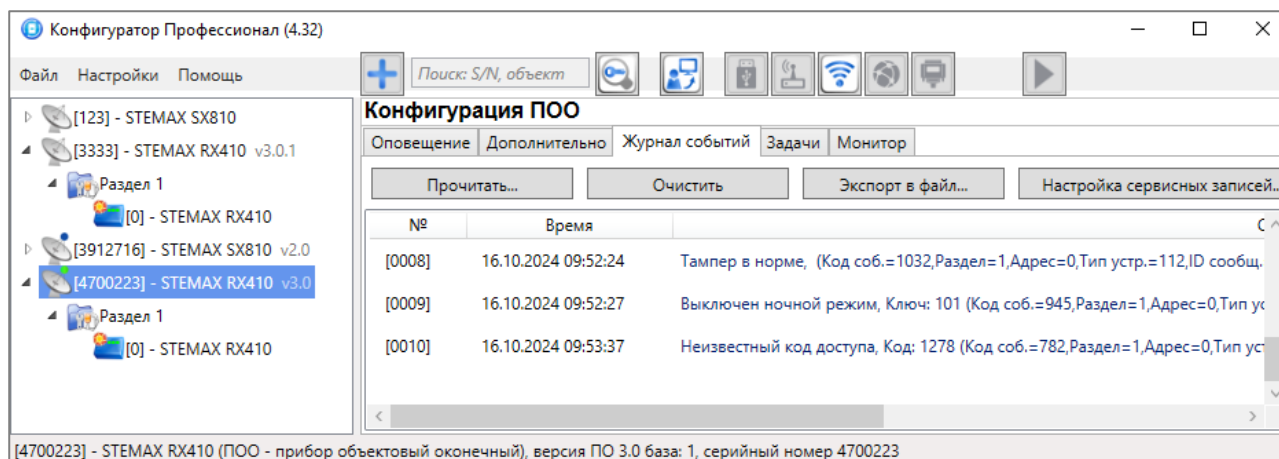 Конфигуратор Профессионал (4.32)
Файл Настройки Помощь
Поиск: S/N, объект
[123] - STEMAX SX810
[3333] - STEMAX RX410 v3.0.1
Раздел 1
[0] - STEMAX RX410
[3912716] - STEMAX SX810 v2.0
[4700223] - STEMAX RX410 v3.0
Раздел 1
[0] - STEMAX RX410
Конфигурация ПОО
Оповещение Дополнительно Журнал событий Задачи Монитор
Прочитать... Очистить Экспорт в файл... Настройка сервисных записей..
№ Время С
[0008] 16.10.2024 09:52:24 Тампер в норме, (Код соб.=1032,Раздел=1,Адрес=0,Тип устр.=112,ID сообщ.
[0009] 16.10.2024 09:52:27 Выключен ночной режим, Ключ: 101 (Код соб.=945,Раздел=1,Адрес=0,Тип ус
[0010] 16.10.2024 09:53:37 Неизвестный код доступа, Код: 1278 (Код соб.=782,Раздел=1,Адрес=0,Тип уст
[4700223] - STEMAX RX410 (ПОО - прибор объектовый оконечный), версия ПО 3.0 база: 1, серийный номер 4700223